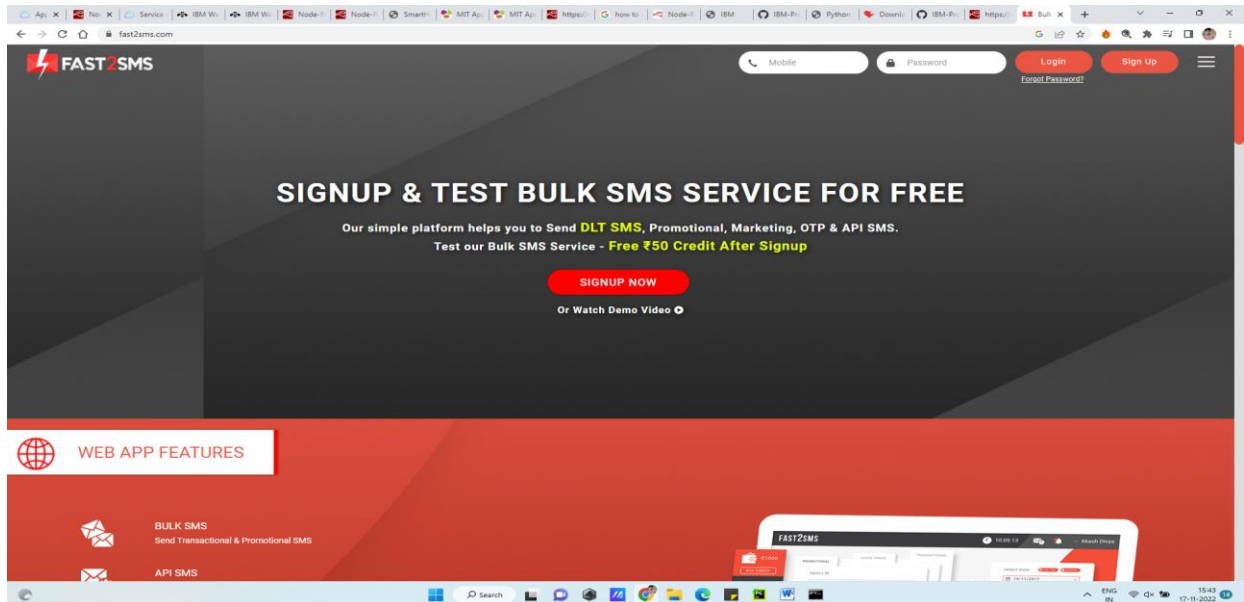 Service
IBM
Python
fast2sms.com
FAST2SMS
Mobile
Password
Login
Sign Up
Forgot Password?
SIGNUP & TEST BULK SMS SERVICE FOR FREE
Our simple platform helps you to Send DLT SMS, Promotional, Marketing, OTP & API SMS.
Test our Bulk SMS Service - Free ₹50 Credit After Signup
SIGNUP NOW
Or Watch Demo Video
WEB APP FEATURES
BULK SMS
Send Transactional & Promotional SMS
API SMS
FAST2SMS
Search
ENG
IN
15:43
17-11-2022